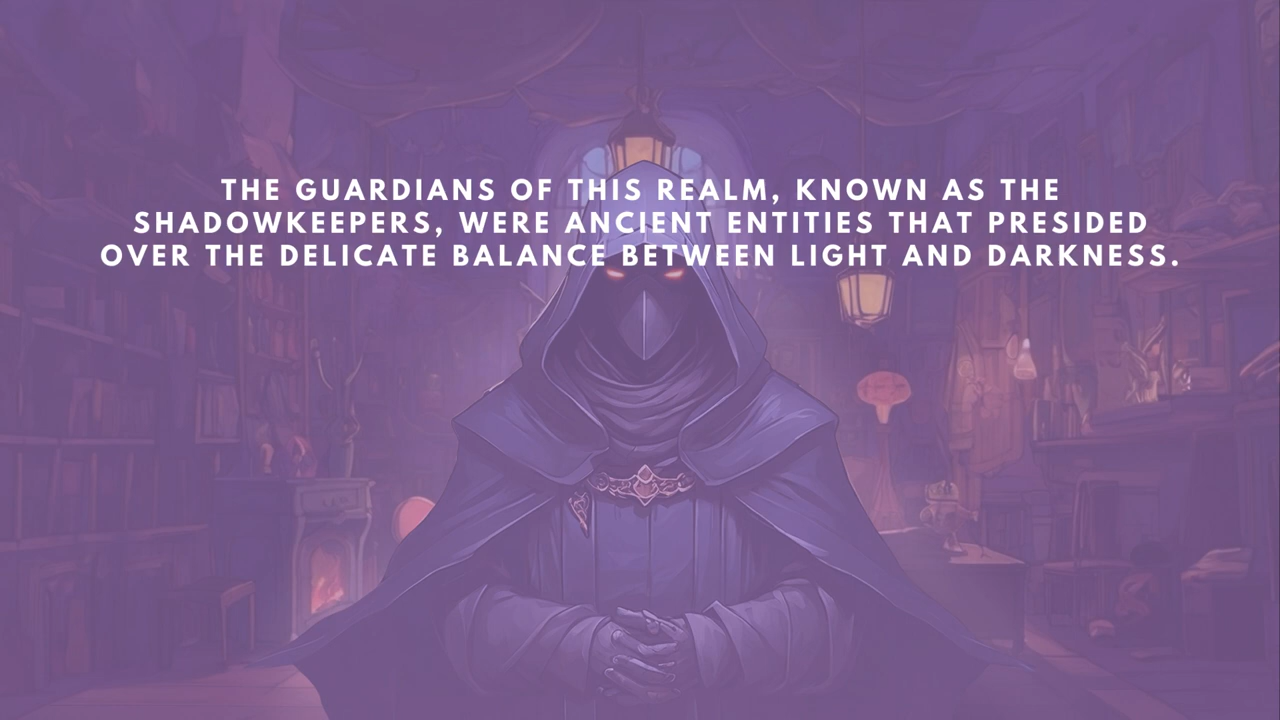 THE GUARDIANS OF THIS REALM, KNOWN AS THE
SHADOWKEEPERS, WERE ANCIENT ENTITIES THAT PRESIDED
OVER THE DELICATE BALANCE BETWEEN LIGHT AND DARKNESS.